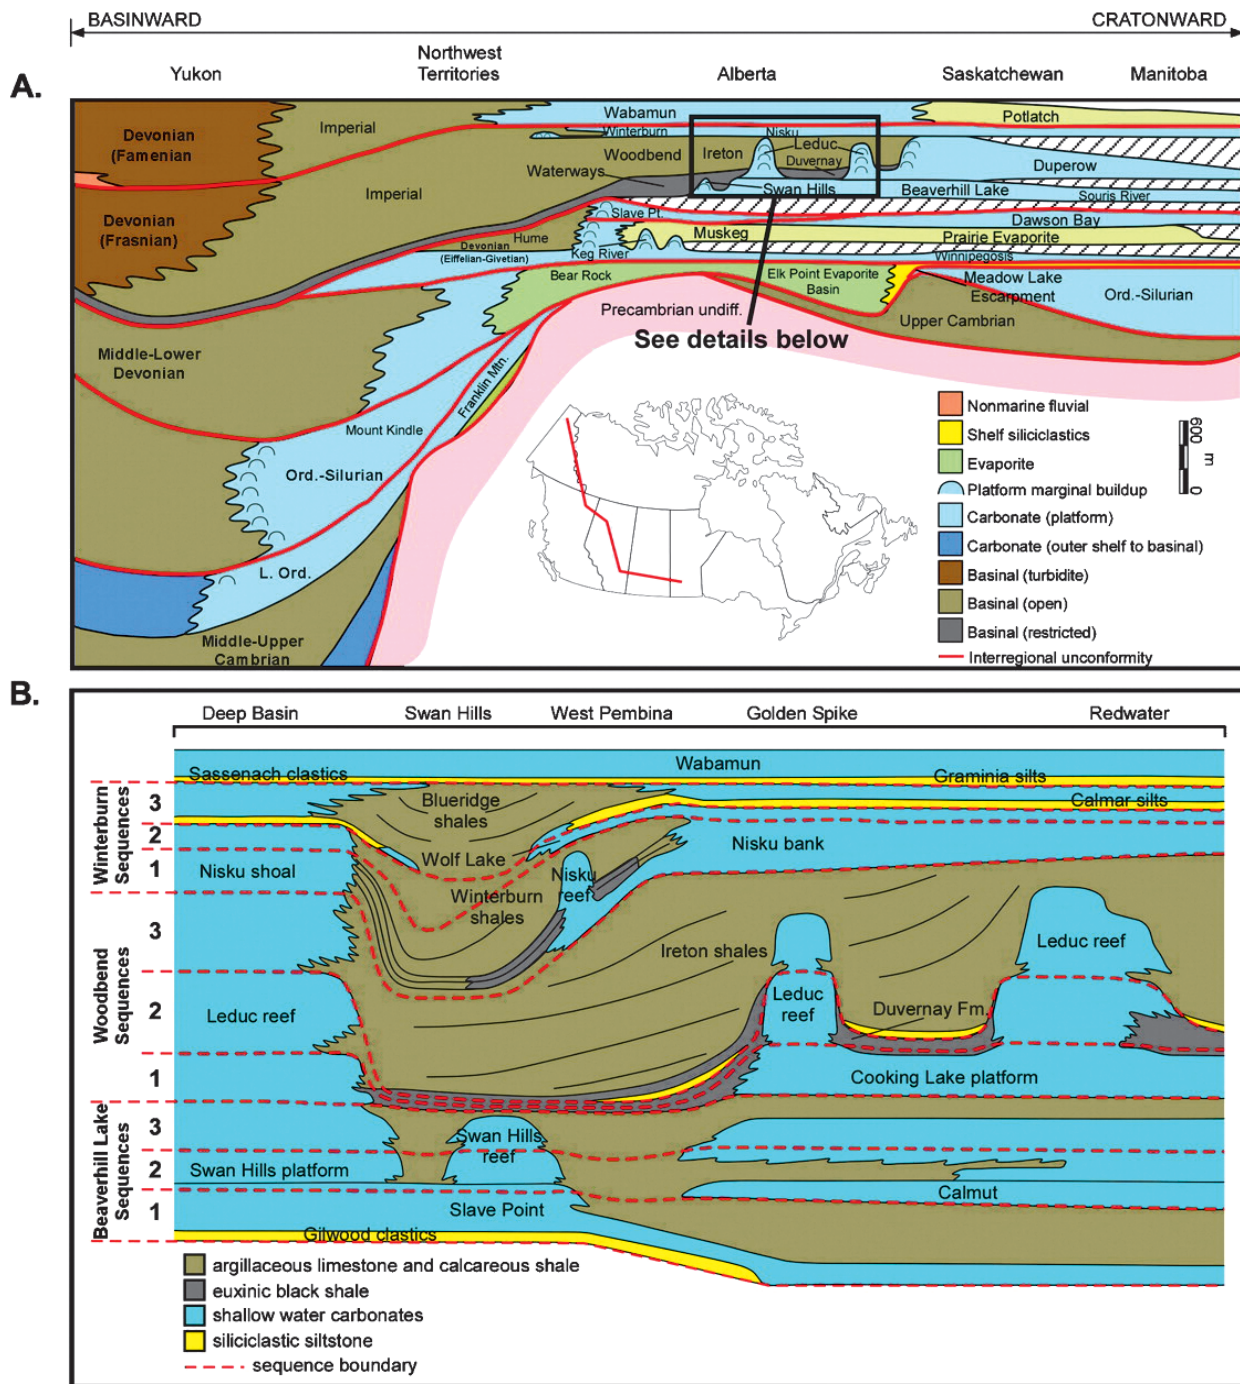 BASINWARD
CRATONWARD
Yukon
Northwest
Territories
Alberta
Saskatchewan
Manitoba
A.
Devonian
(Famenian
Imperial
Wabamun
Potlatch
Winterburn
Nisku
Woodbend
Ireton
Leduc
Duvernay
Duperow
Waterways
Swan Hills
Beaverhill Lake
Souris River
Imperial
Devonian
(Frasnian)
Slave Pt.
Dawson Bay
Hume
Muskeg
Prairie Evaporite
Devonian
(Eiffelian-Givetian)
Keg River
Winnipegosis
Bear Rock
Elk Point Evaporite
Basin
Meadow Lake
Escarpment
Ord.-Silurian
Precambrian undiff.
Upper Cambrian
See details below
Middle-Lower
Devonian
Franklin Mtn.
Mount Kindle
Ord.-Silurian
L. Ord.
Middle-Upper
Cambrian
Nonmarine fluvial
Shelf siliciclastics
Evaporite
Platform marginal buildup
Carbonate (platform)
Carbonate (outer shelf to basinal)
Basinal (turbidite)
Basinal (open)
Basinal (restricted)
Interregional unconformity
600
m
0
B.
Deep Basin
Swan Hills
West Pembina
Golden Spike
Redwater
Winterburn
Sequences
3
2
1
Woodbend
Sequences
3
2
1
Beaverhill Lake
Sequences
3
2
1
Wabamun
Sassenach clastics
Graminia silts
Blueridge
shales
Calmar silts
Wolf Lake
Nisku bank
Nisku shoal
Nisku
reef
Winterburn
shales
Ireton shales
Leduc reef
Leduc reef
Leduc
reef
Duvernay Fm.
Cooking Lake platform
Swan Hills
reef
Swan Hills platform
Calmut
Slave Point
Gilwood clastics
argillaceous limestone and calcareous shale
euxinic black shale
shallow water carbonates
siliciclastic siltstone
sequence boundary